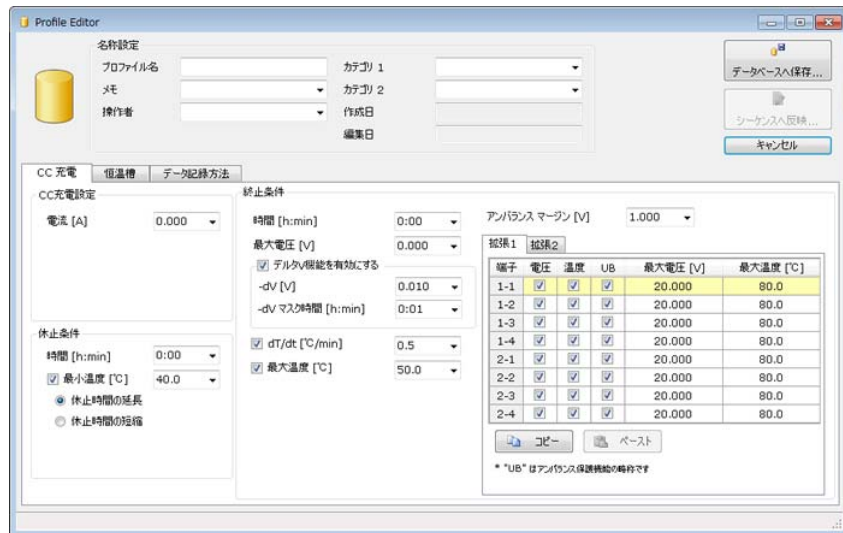 Profile Editor
名称設定
プロファイル名
メモ
操作者
カテゴリ 1
カテゴリ 2
作成日
編集日
データベースへ保存...
シーケンスへ反映...
キャンセル
CC 充電 恒温槽 データ記録方法
CC充電設定
電流 [A] 0.000
休止条件
時間 [h:min] 0:00
最小温度 [℃] 40.0
休止時間の延長
休止時間の短縮
終止条件
時間 [h:min] 0:00
最大電圧 [V] 0.000
デルタV機能を有効にする
-dV [V] 0.010
-dV マスク時間 [h:min] 0:01
dT/dt [℃/min] 0.5
最大温度 [℃] 50.0
アンバランス マージン [V] 1.000
拡張1 拡張2
端子 電圧 温度 UB 最大電圧 [V] 最大温度 [℃]
1-1 20.000 80.0
1-2 20.000 80.0
1-3 20.000 80.0
1-4 20.000 80.0
2-1 20.000 80.0
2-2 20.000 80.0
2-3 20.000 80.0
2-4 20.000 80.0
コピー ペースト
* "UB" はアンバランス保護機能の略称です